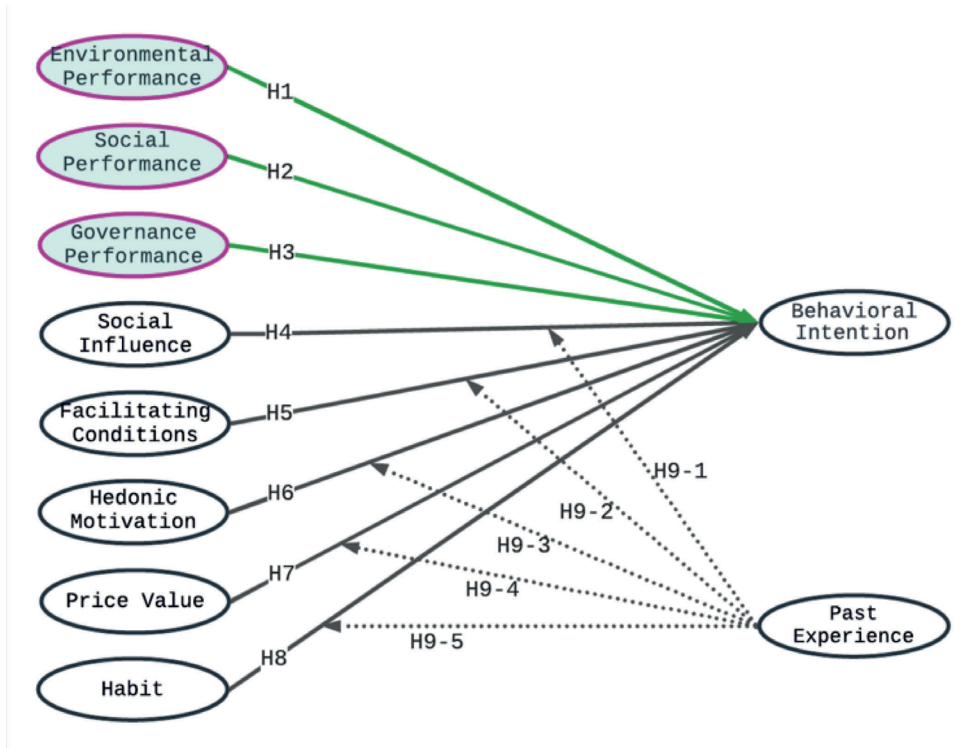 Environmental
Performance
H1
Social
Performance
H2
Governance
Performance
H3
Social
Influence
H4
Behavioral
Intention
Facilitating
Conditions
H5
Hedonic
Motivation
H6
H9-1
H9-2
H9-3
Price Value
H7
H9-4
Past
Experience
H9-5
Habit
H8